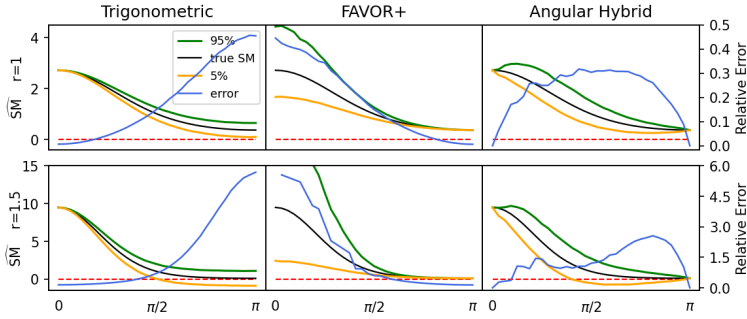 Trigonometric FAVOR+ Angular Hybrid
4
2
0
SM r=1
95%
true SM
5%
error
0.5
0.4
0.3
0.2
0.1
0.0
Relative Error
15
10
5
0
SM r=1.5
6.0
4.5
3.0
1.5
0.0
Relative Error
0 π/2 π 0 π/2 π 0 π/2 π